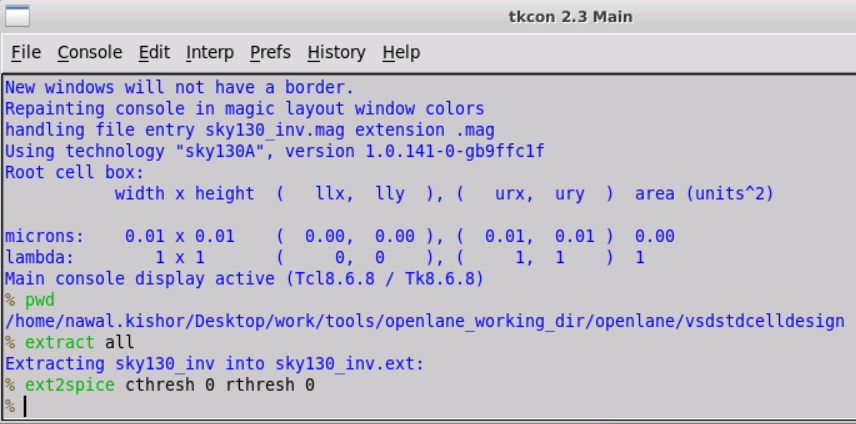 tkcon 2.3 Main
File Console Edit Interp Prefs History Help
New windows will not have a border.
Repainting console in magic layout window colors
handling file entry sky130_inv.mag extension .mag
Using technology "sky130A", version 1.0.141-0-gb9ffc1f
Root cell box:
           width x height  (   llx,  lly  ), (   urx,  ury  )  area (units^2)
microns:    0.01 x 0.01    (  0.00,  0.00 ), (  0.01,  0.01 )  0.00
lambda:        1 x 1       (     0,  0    ), (     1,  1    )  1
Main console display active (Tcl8.6.8 / Tk8.6.8)
% pwd
/home/nawal.kishor/Desktop/work/tools/openlane_working_dir/openlane/vsdstdcelldesign
% extract all
Extracting sky130_inv into sky130_inv.ext:
% ext2spice cthresh 0 rthresh 0
%